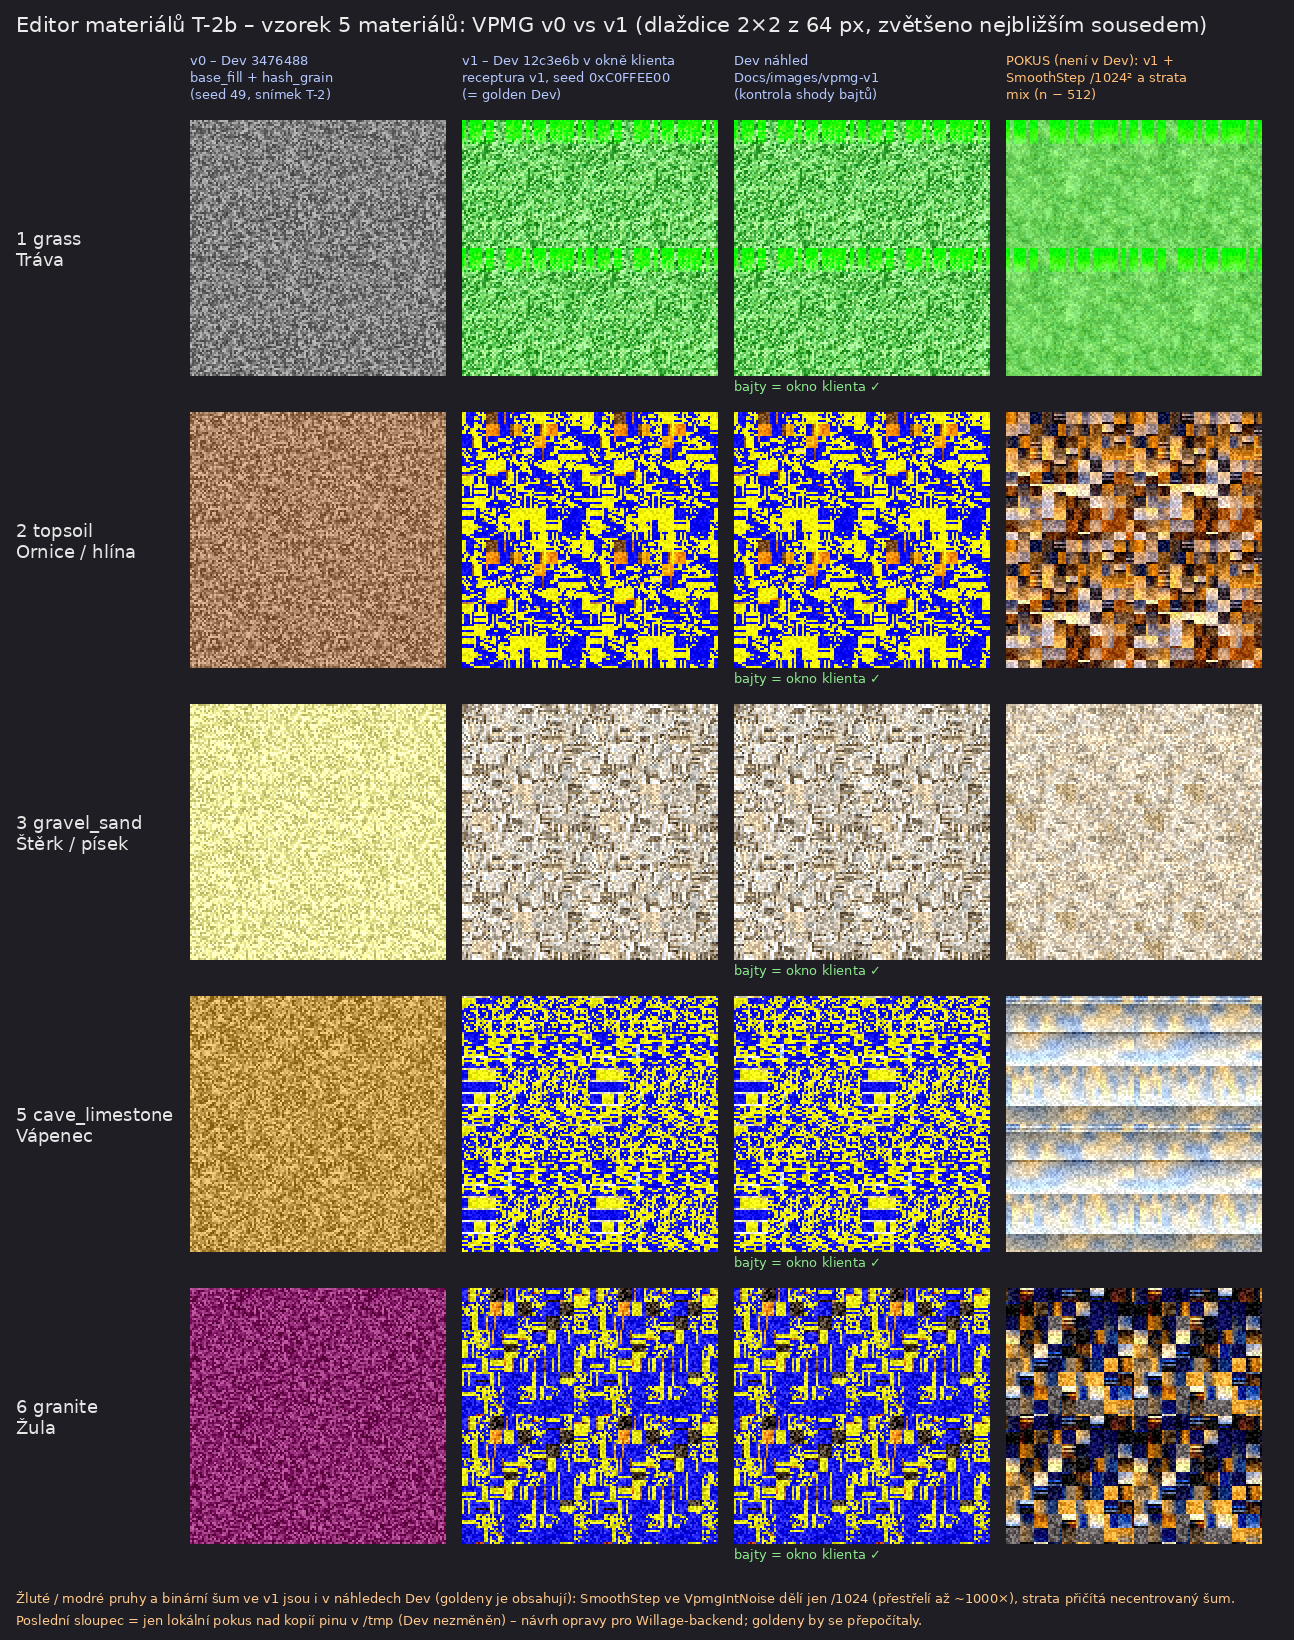 Editor materiálů T-2b – vzorek 5 materiálů: VPMG v0 vs v1 (dlaždice 2×2 z 64 px, zvětšeno nejbližším sousedem)
v0 – Dev 3476488
base_fill + hash_grain
(seed 49, snímek T-2)
v1 – Dev 12c3e6b v okně klienta
receptura v1, seed 0xC0FFEE00
(= golden Dev)
Dev náhled
Docs/images/vpmg-v1
(kontrola shody bajtů)
POKUS (není v Dev): v1 +
SmoothStep /1024² a strata
mix (n − 512)
1 grass
Tráva
bajty = okno klienta ✓
2 topsoil
Ornice / hlína
bajty = okno klienta ✓
3 gravel_sand
Štěrk / písek
bajty = okno klienta ✓
5 cave_limestone
Vápenec
bajty = okno klienta ✓
6 granite
Žula
bajty = okno klienta ✓
Žluté / modré pruhy a binární šum ve v1 jsou i v náhledech Dev (goldeny je obsahují): SmoothStep ve VpmgIntNoise dělí jen /1024 (přestřelí až ~1000×), strata přičítá necentrovaný šum.
Poslední sloupec = jen lokální pokus nad kopií pinu v /tmp (Dev nezměněn) – návrh opravy pro Willage-backend; goldeny by se přepočítaly.